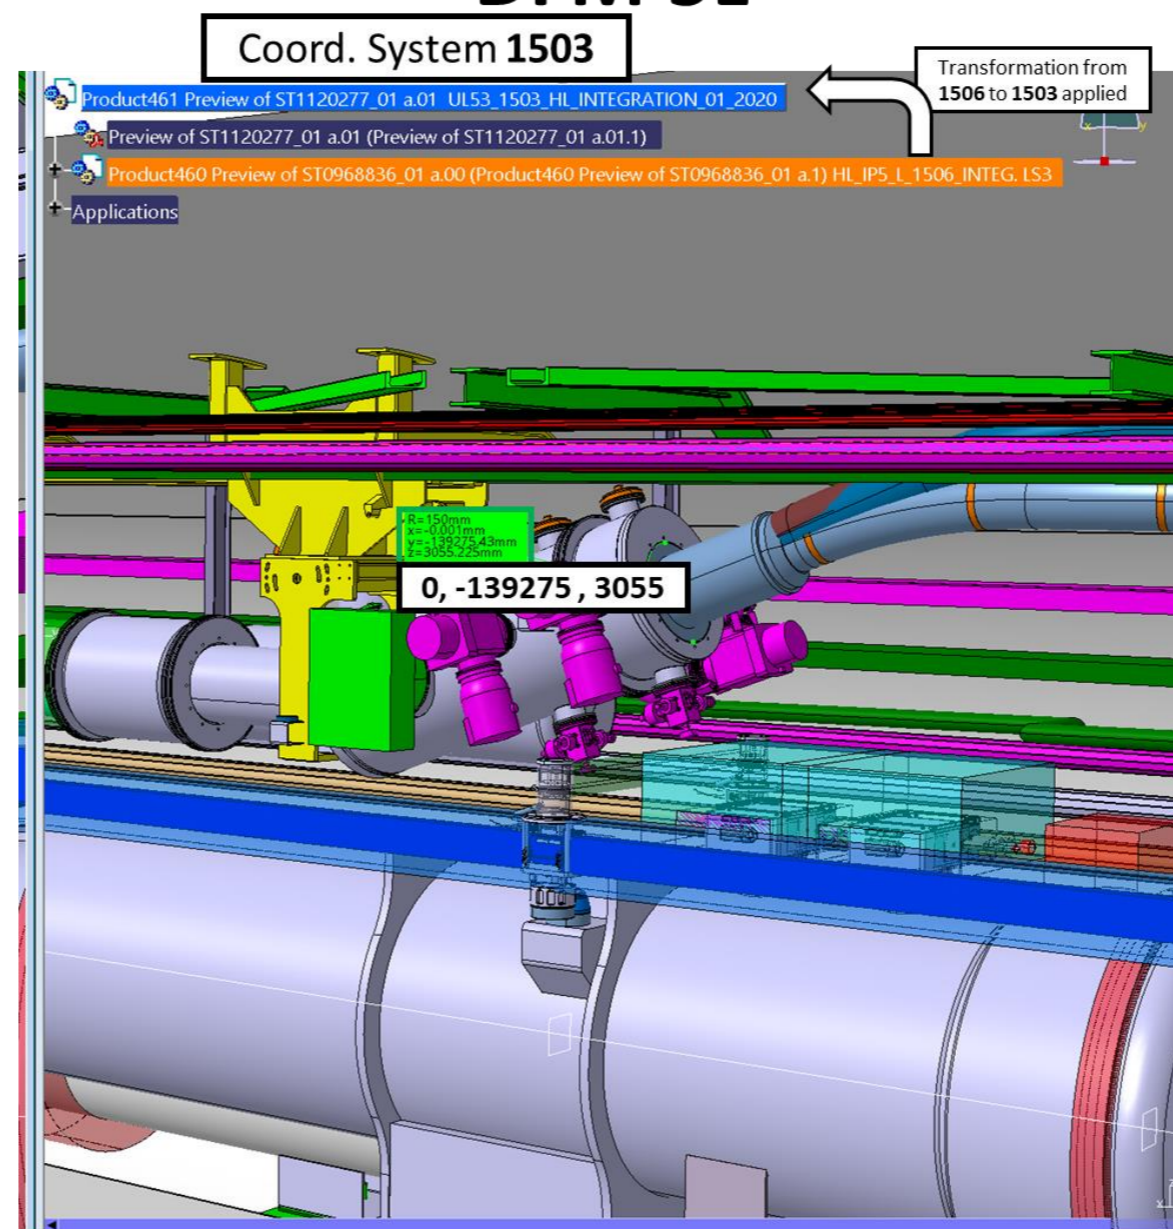 Coord. System 1503
Transformation from
1506 to 1503 applied
Product461 Preview of ST1120277_01 a.01 UL53_1503_HL_INTEGRATION_01_2020
Preview of ST1120277_01 a.01 (Preview of ST1120277_01 a.01.1)
Product460 Preview of ST0968836_01 a.00 (Product460 Preview of ST0968836_01 a.1) HL_IP5_L_1506_INTEG. LS3
Applications
R=150mm
x=-0.001mm
y=-139275.43mm
z=3055.225mm
0, -139275 , 3055